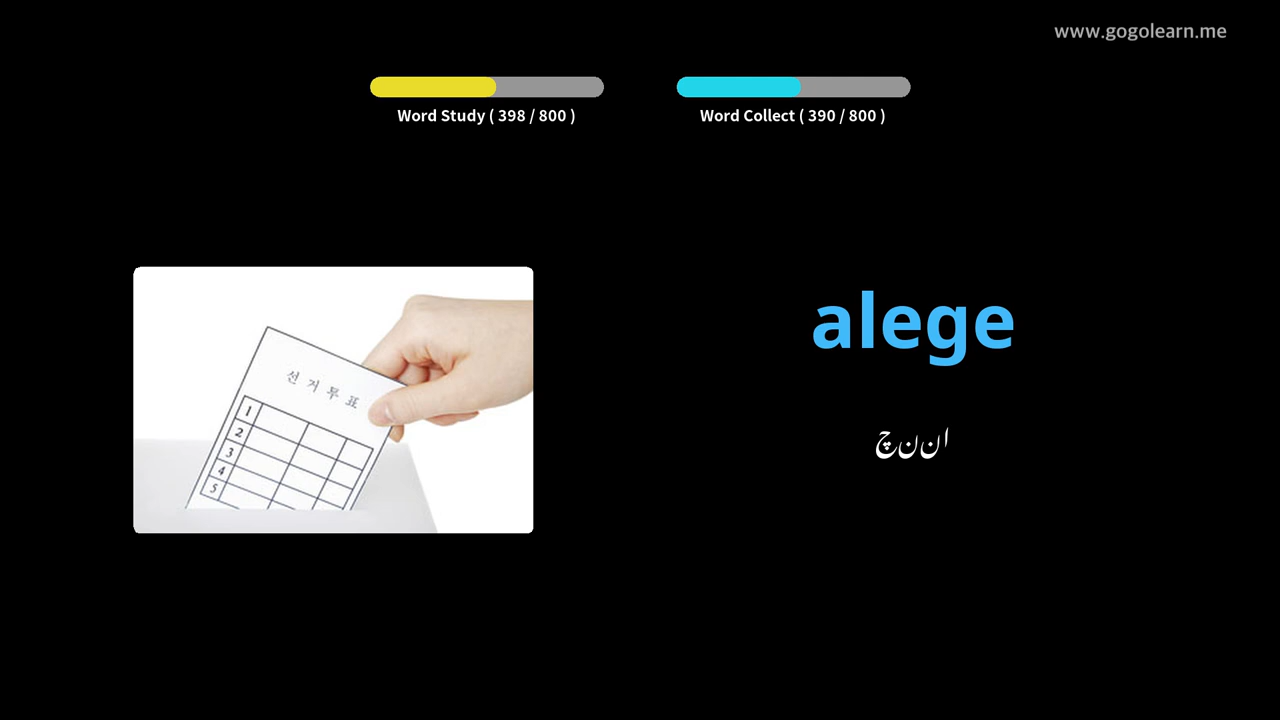 www.gogolearn.me
Word Study ( 398 / 800 )
Word Collect ( 390 / 800 )
선거투표
1
2
3
4
5
alege
ا ن ن چ